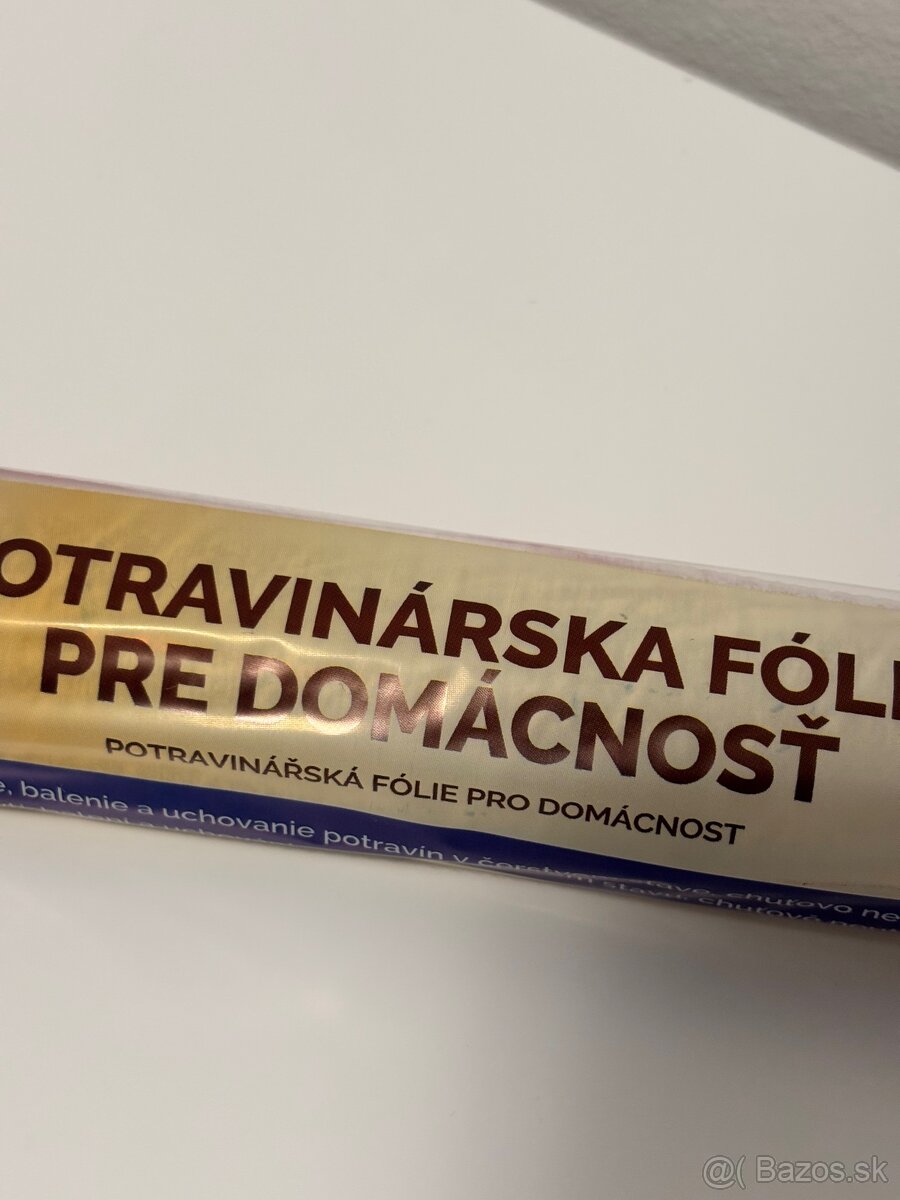 OTRAVINÁRSKA FÓLI
PRE DOMÁCNOSŤ
POTRAVINÁŘSKÁ FÓLIE PRO DOMÁCNOST
balenie a uchovanie potravín v
@( Bazos.sk